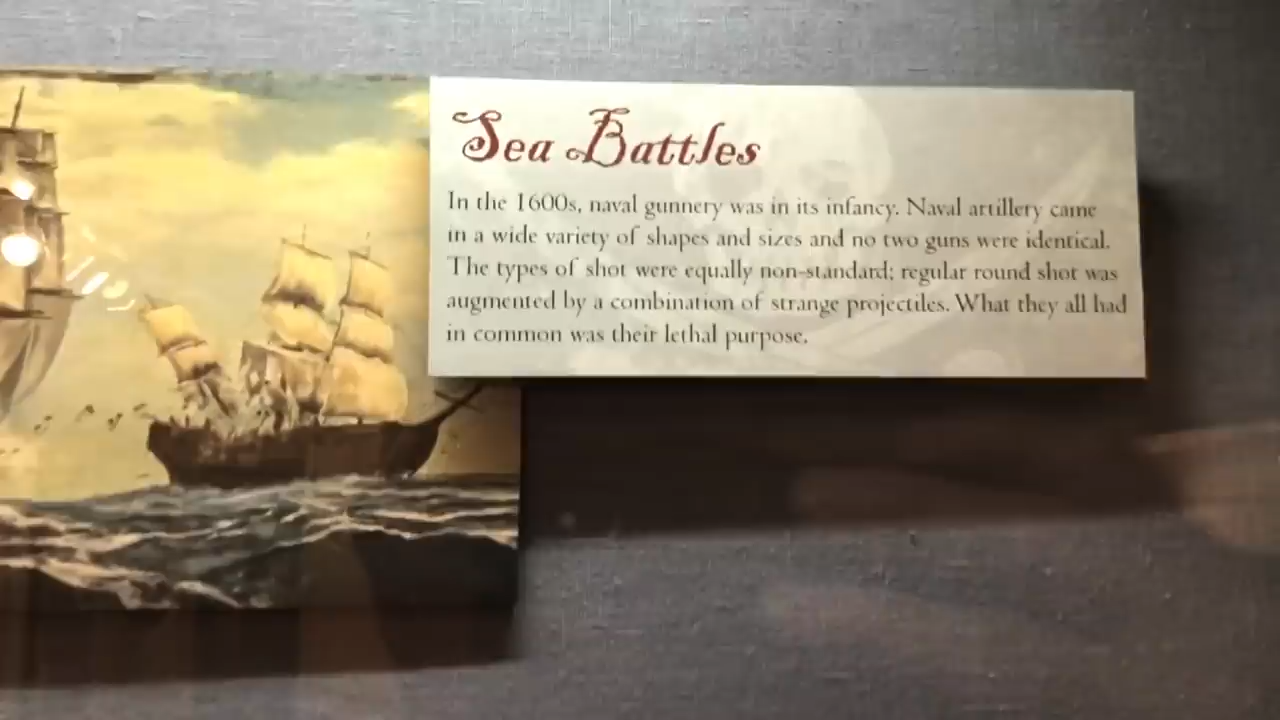 Sea Battles
In the 1600s, naval gunnery was in its infancy. Naval artillery came
in a wide variety of shapes and sizes and no two guns were identical.
The types of shot were equally non-standard; regular round shot was
augmented by a combination of strange projectiles. What they all had
in common was their lethal purpose.